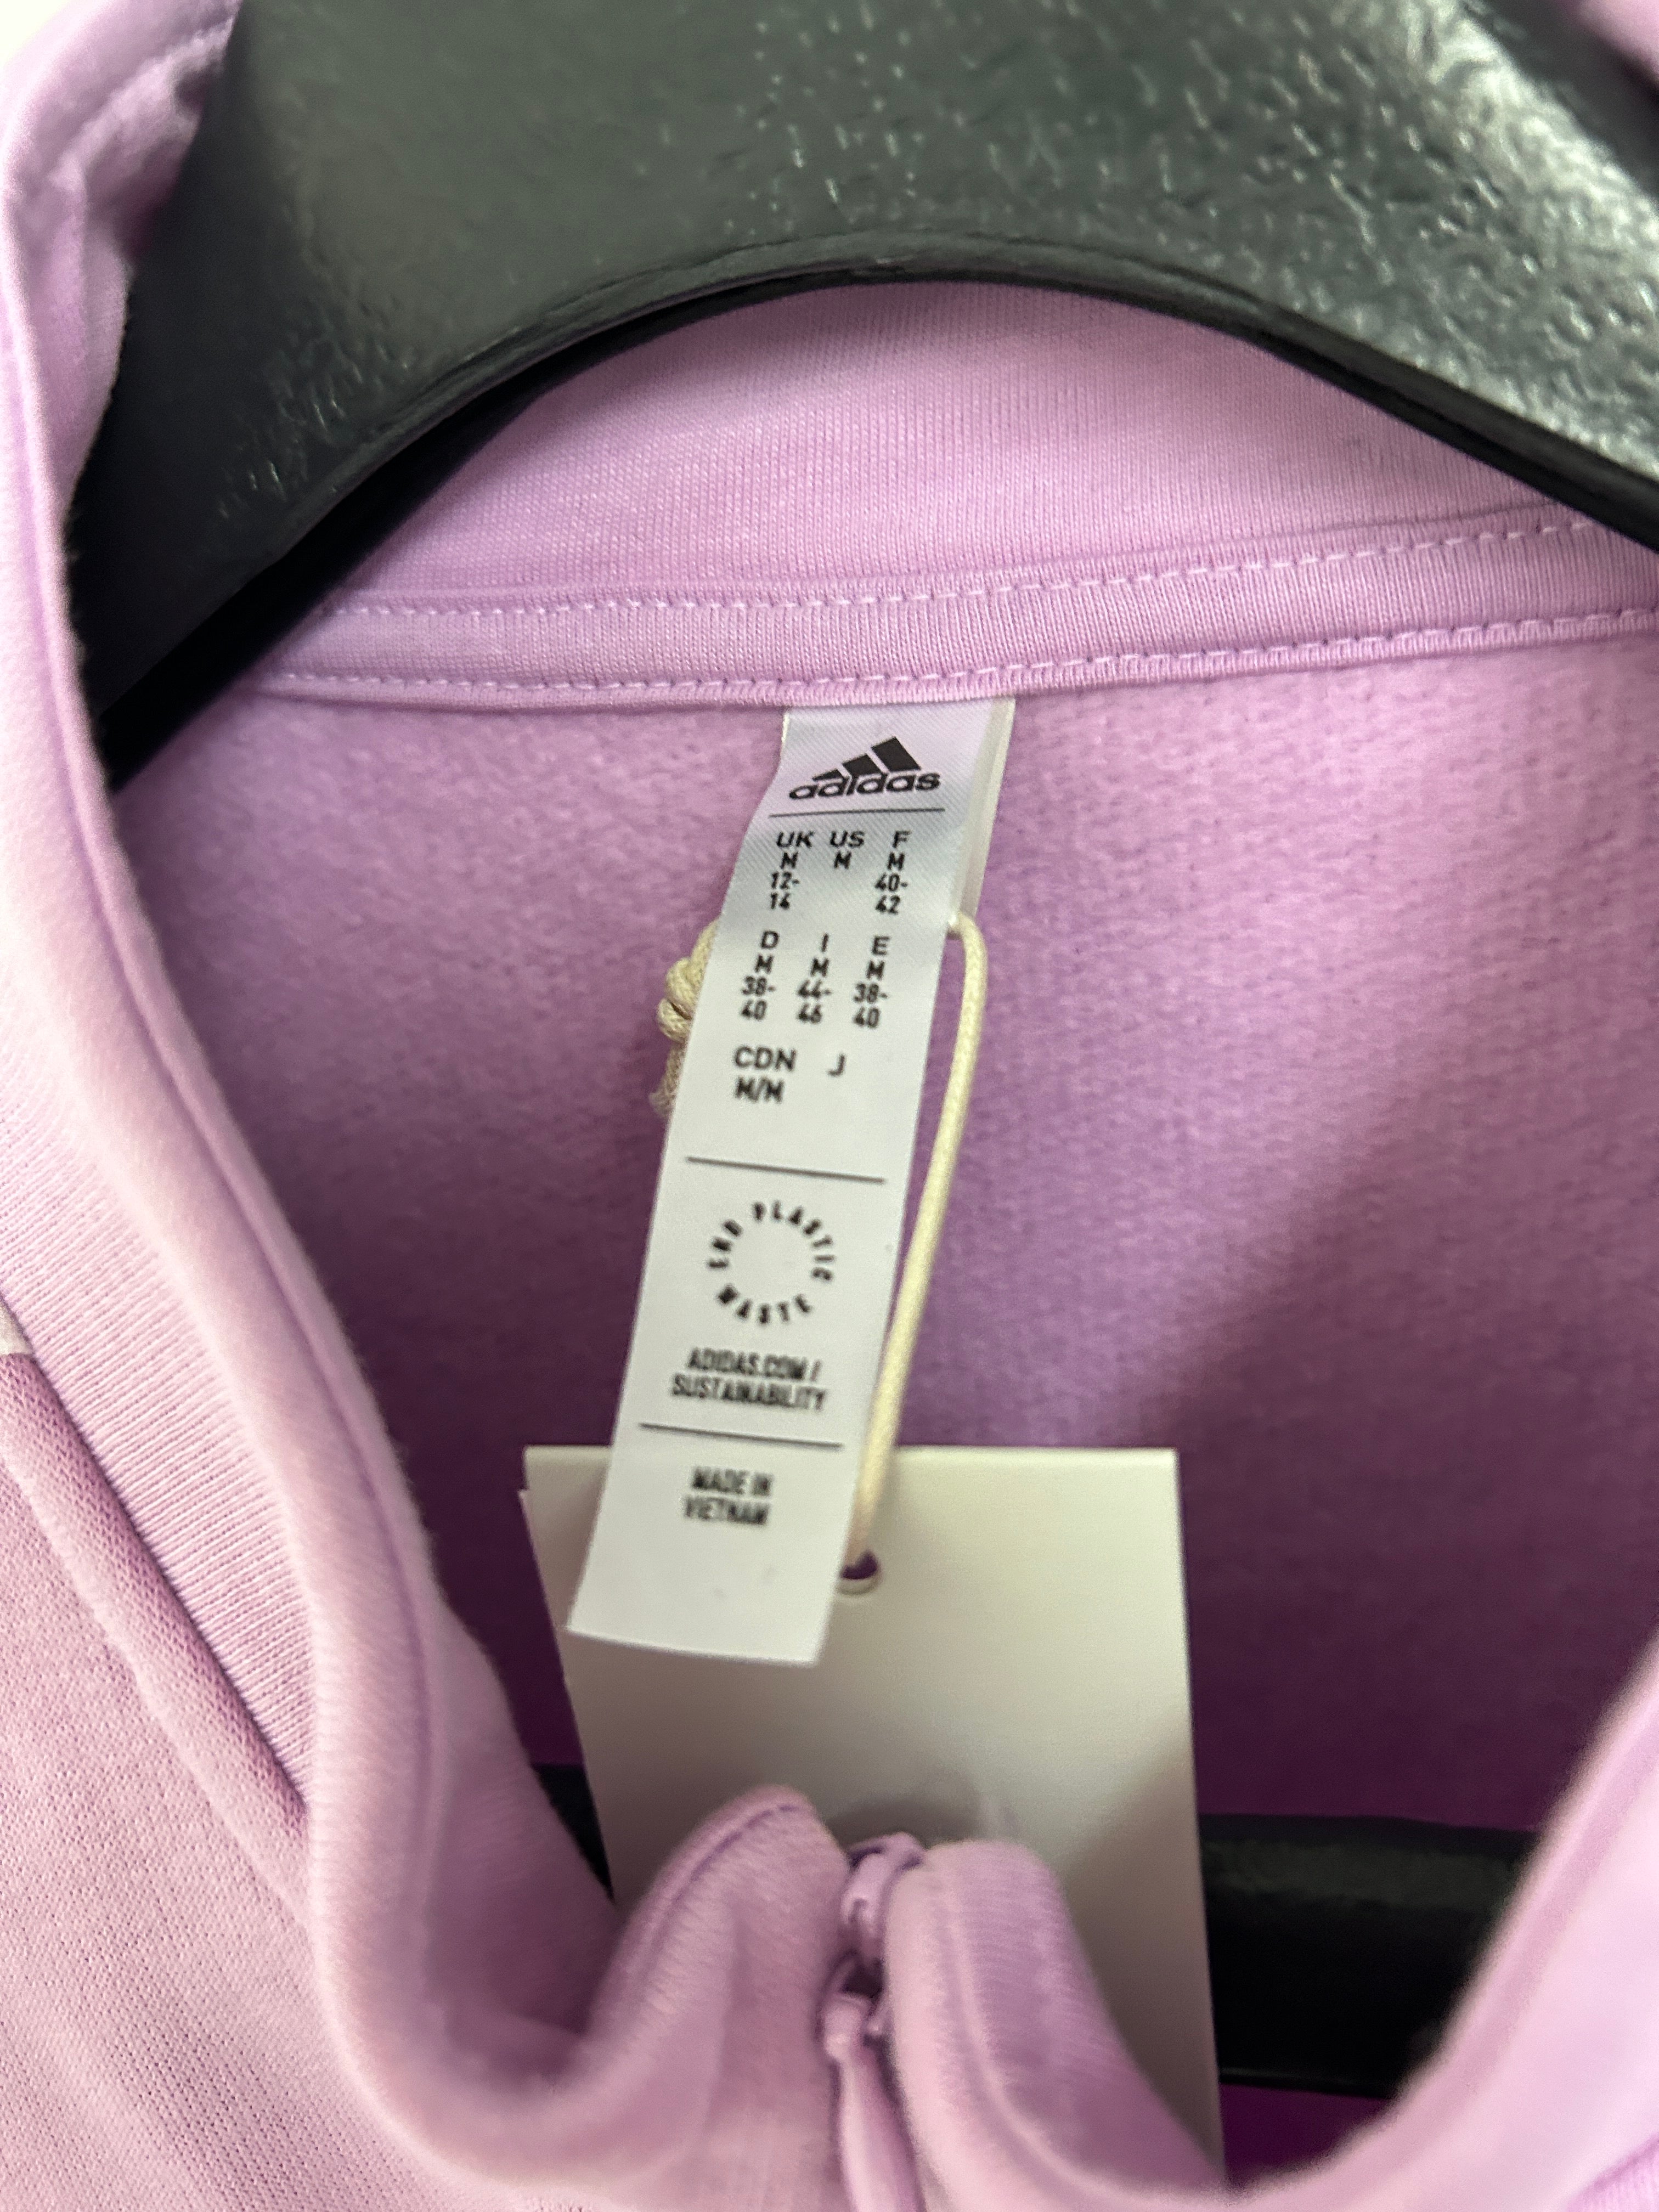 adidas
UK US F
M M M
12- 40-
14 42
D I E
M M M
38- 44- 38-
40 46 40
CDN J
M/M
END PLASTIC WASTE
ADIDAS.COM/
SUSTAINABILITY
MADE IN
VIETNAM